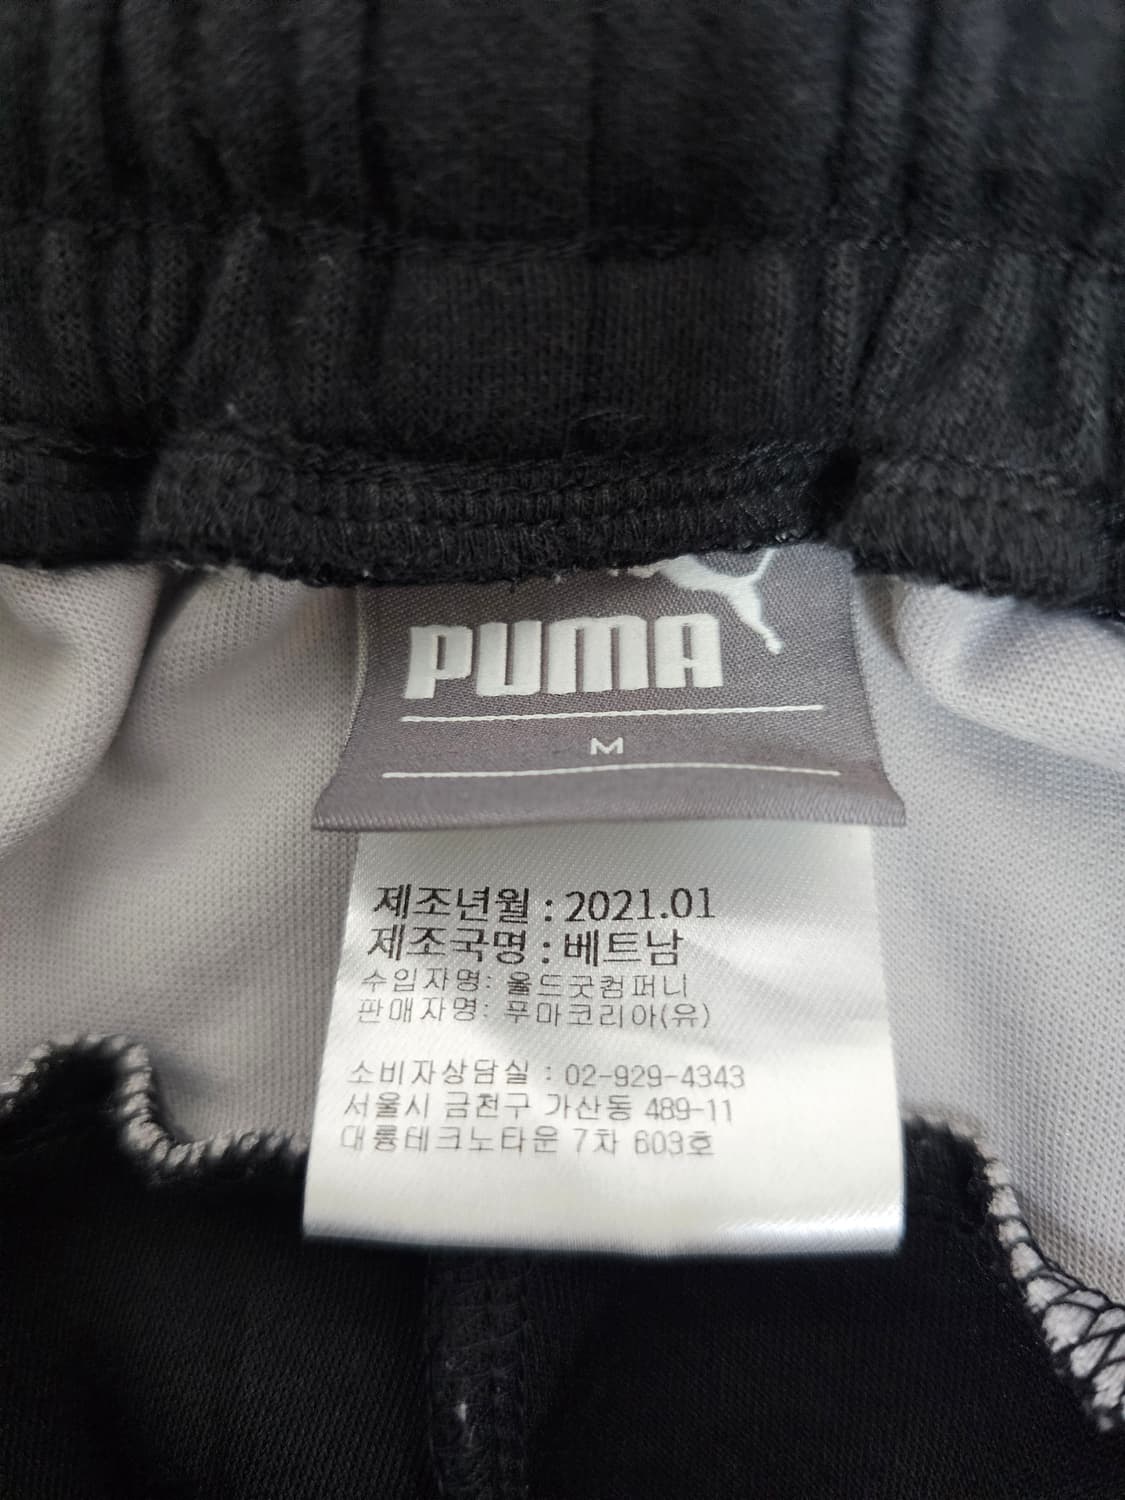 PUMA
M
제조년월 : 2021.01
제조국명 : 베트남
수입자명: 울드굿컴퍼니
판매자명: 푸마코리아(유)
소비자상담실 : 02-929-4343
서울시 금천구 가산동 489-11
대륭테크노타운 7차 603호